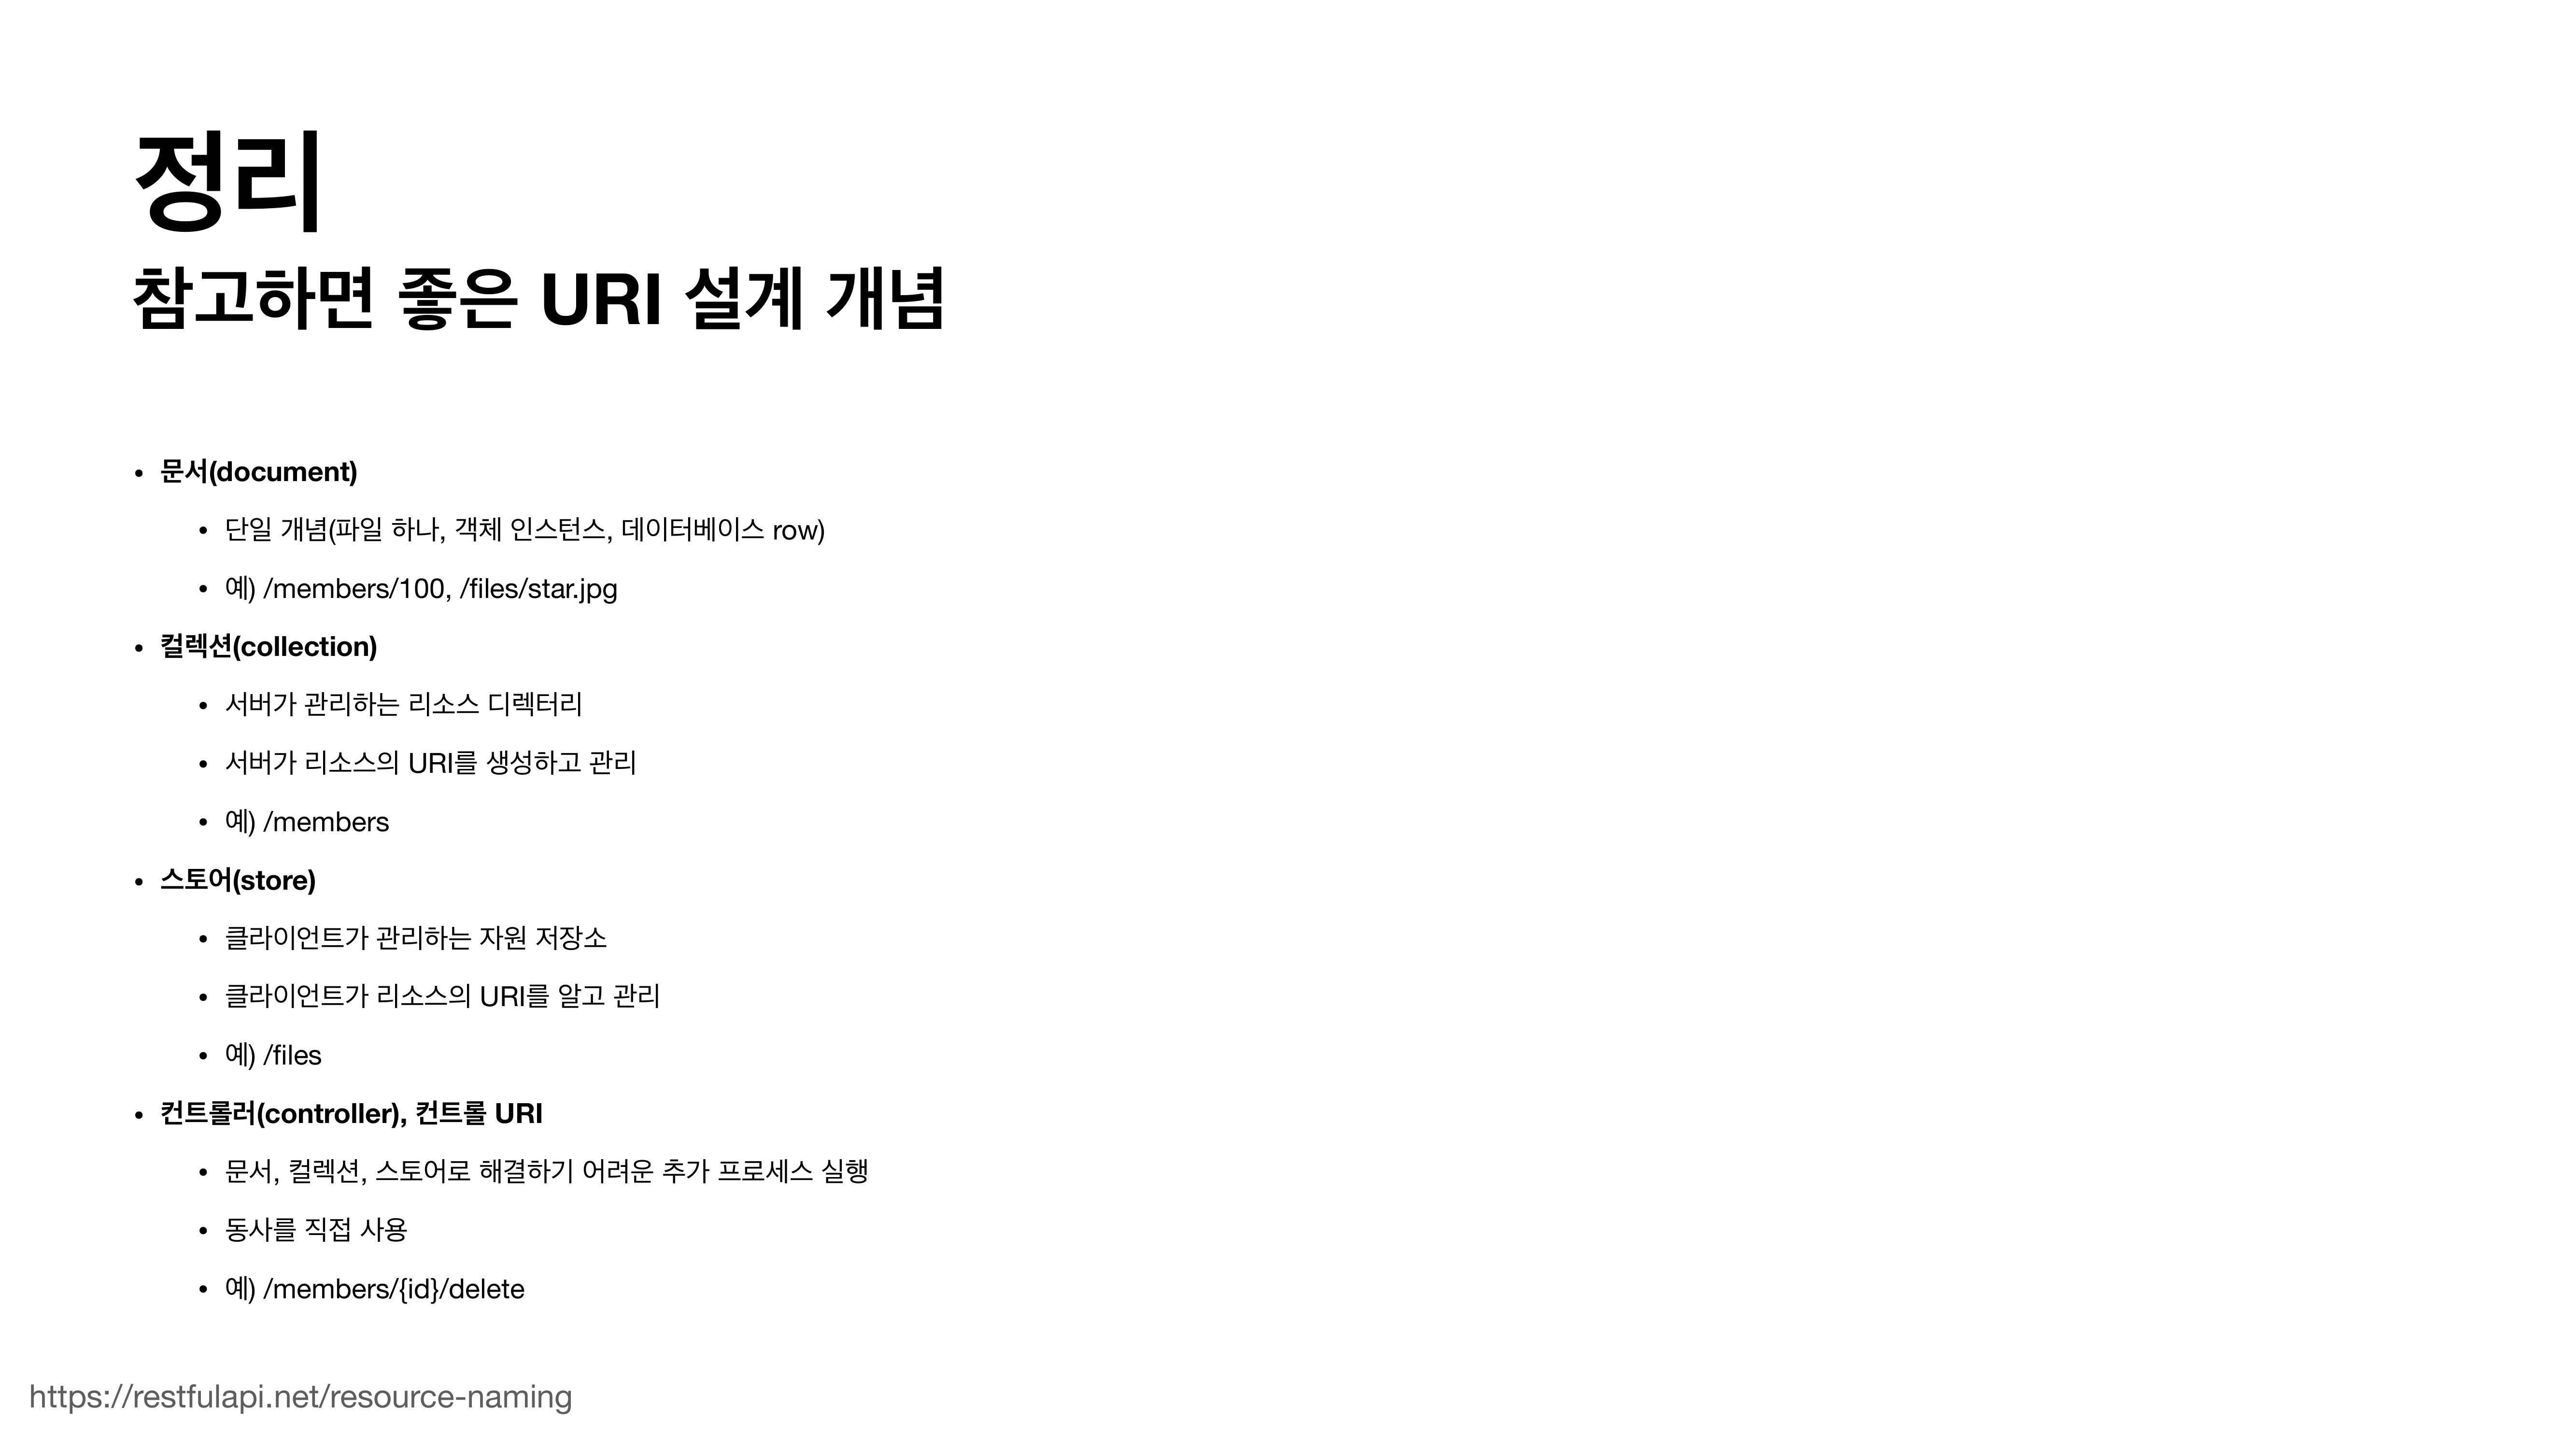 정리
참고하면 좋은 URI 설계 개념
• 문서(document)
• 단일 개념(파일 하나, 객체 인스턴스, 데이터베이스 row)
• 예) /members/100, /files/star.jpg
• 컬렉션(collection)
• 서버가 관리하는 리소스 디렉터리
• 서버가 리소스의 URI를 생성하고 관리
• 예) /members
• 스토어(store)
• 클라이언트가 관리하는 자원 저장소
• 클라이언트가 리소스의 URI를 알고 관리
• 예) /files
• 컨트롤러(controller), 컨트롤 URI
• 문서, 컬렉션, 스토어로 해결하기 어려운 추가 프로세스 실행
• 동사를 직접 사용
• 예) /members/{id}/delete
https://restfulapi.net/resource-naming